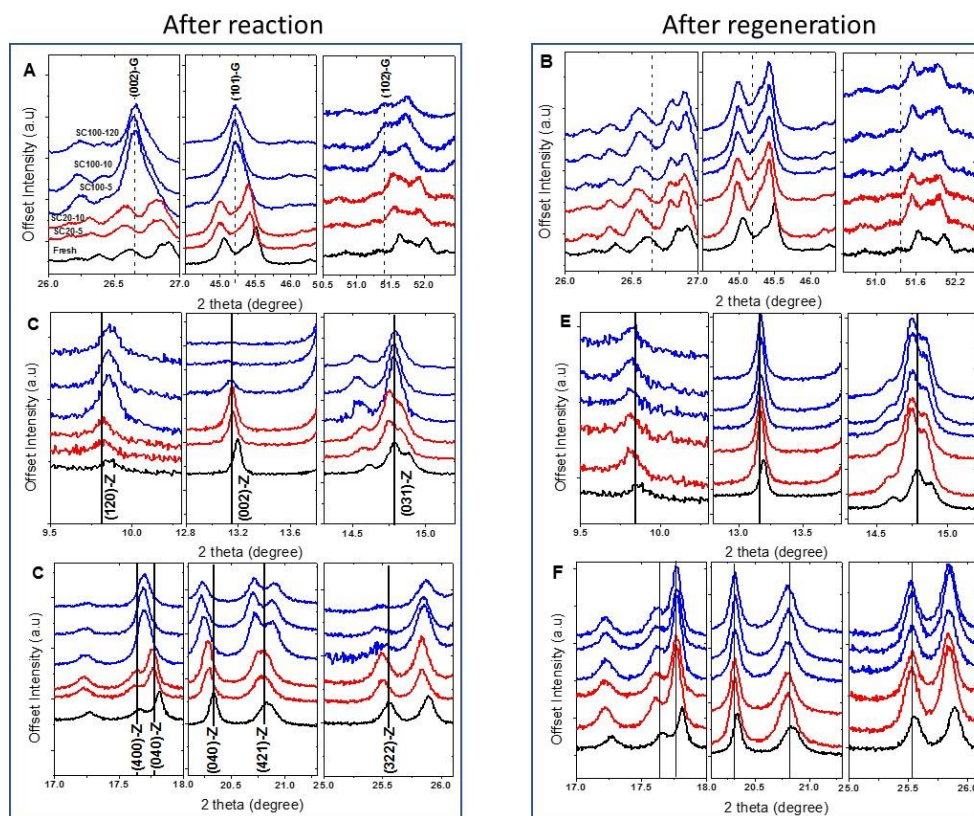 After reaction
After regeneration
A
(002)-G
(101)-G
(102)-G
SC100-120
SC100-10
SC100-5
SC20-10
SC20-5
Fresh
Offset Intensity (a.u)
26.0 26.5 27.0 45.0 45.5 50.5 51.0 51.5 52.0
2 theta (degree)
B
Offset Intensity (a.u)
26.0 26.5 27.0 45.0 45.5 46.0 51.0 51.6 52.2
2 theta (degree)
C
Offset Intensity (a.u)
(120)-Z
(002)-Z
(031)-Z
9.5 10.0 12.8 13.2 13.6 14.5 15.0
2 theta (degree)
E
Offset Intensity (a.u)
9.5 10.0 13.0 13.5 14.5 15.0
2 theta (degree)
C
Offset Intensity (a.u)
(400)-Z
(040)-Z
(040)-Z
(421)-Z
(322)-Z
17.0 17.5 18.0 20.5 21.0 25.0 25.5 26.0
2 theta (degree)
F
Offset Intensity (a.u)
17.0 17.5 18.0 20.5 21.0 25.0 25.5 26.0
2 theta (degree)